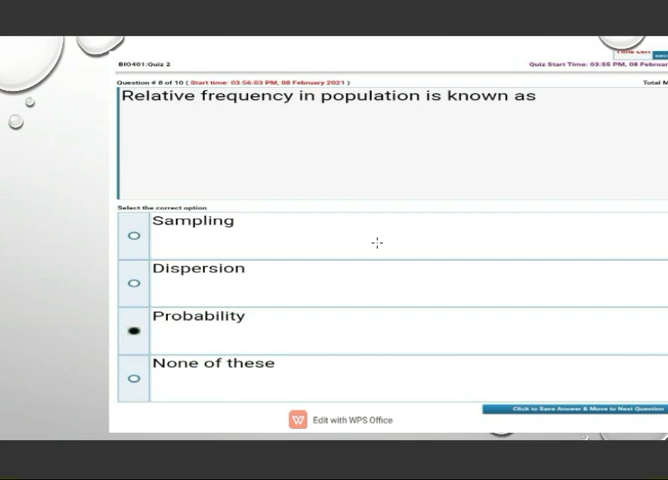 BIO401:Quiz 2
Quiz Start Time: 03:55 PM, 08 Februar
Question # 8 of 10 ( Start time: 03:56:03 PM, 08 February 2021 )
Total M
Relative frequency in population is known as
Select the correct option
Sampling
Dispersion
Probability
None of these
Click to Save Answer & Move to Next Question
Edit with WPS Office